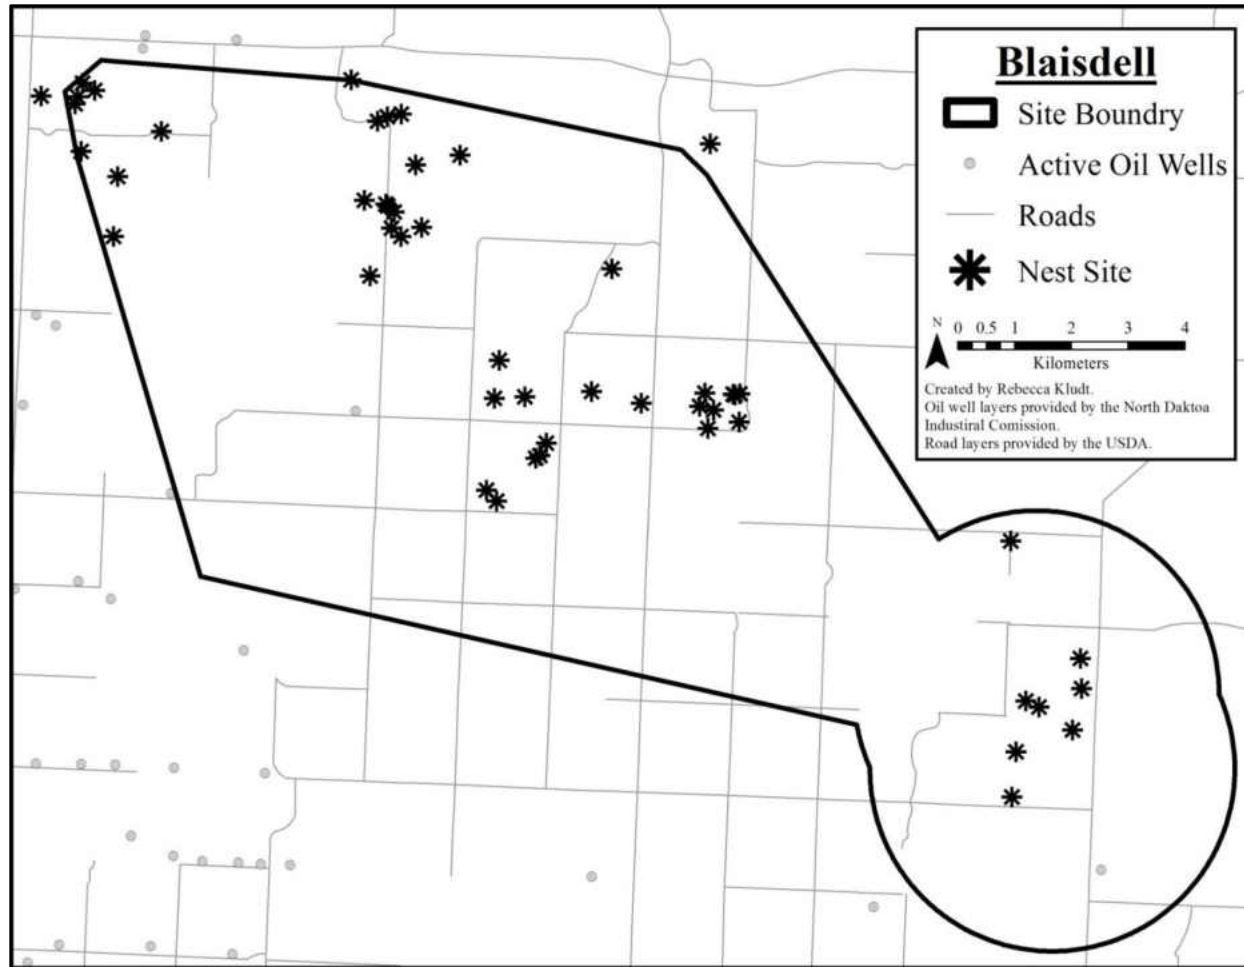 Blaisdell
Site Boundry
Active Oil Wells
Roads
Nest Site
N 0 0.5 1 2 3 4
Kilometers
Created by Rebecca Kludt.
Oil well layers provided by the North Daktoa
Industiral Comission.
Road layers provided by the USDA.